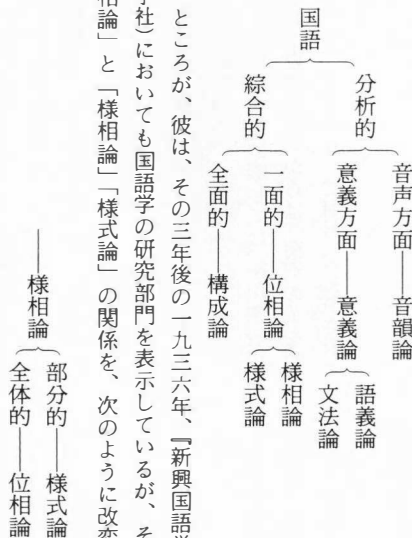 国語
分析的
音声方面――音韻論
意義方面――意義論
語義論
文法論
綜合的
一面的――位相論
様相論
様式論
全面的――構成論
ところが、彼は、その三年後の一九三六年、『新興国語学
社）においても国語学の研究部門を表示しているが、そ
相論」と「様相論」「様式論」の関係を、次のように改変
――様相論
部分的――様式論
全体的――位相論